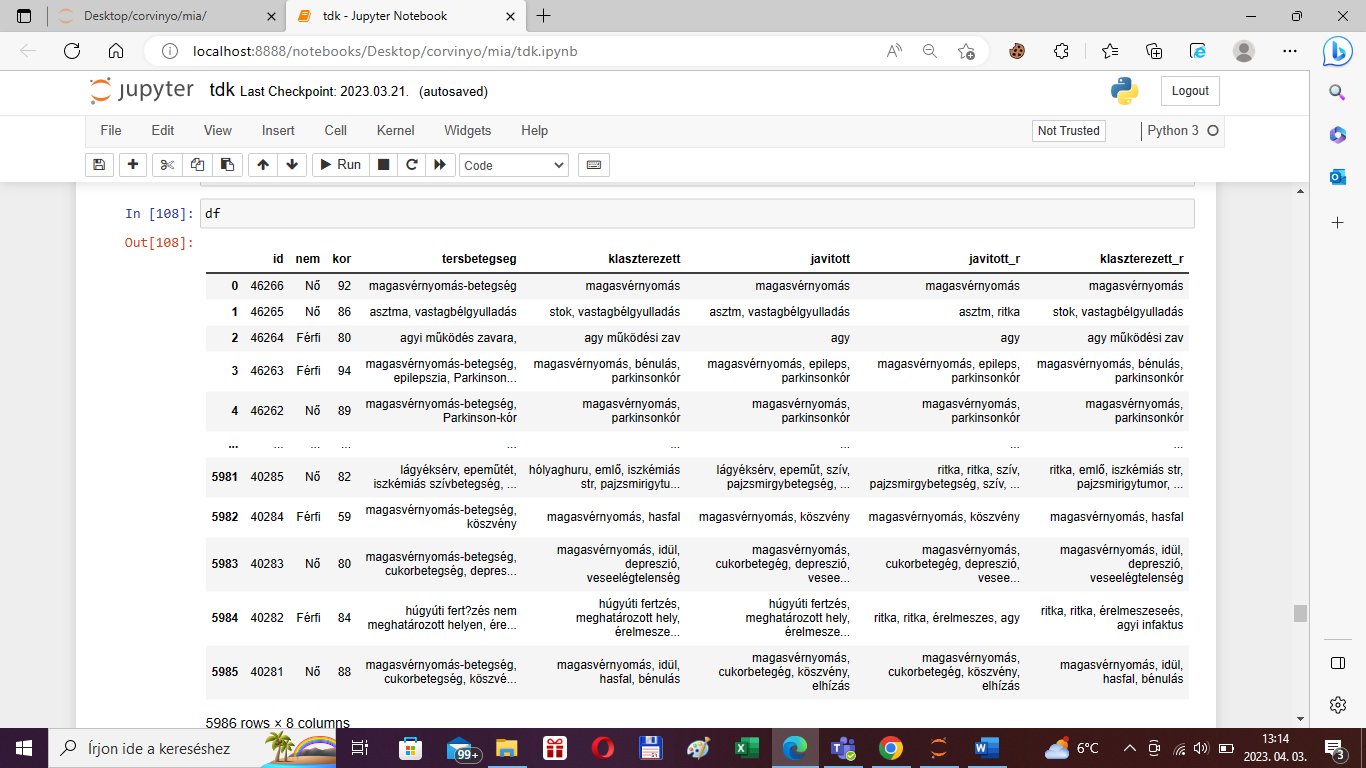 Desktop/corvinyo/mia/
tdk - Jupyter Notebook
localhost:8888/notebooks/Desktop/corvinyo/mia/tdk.ipynb
jupyter tdk Last Checkpoint: 2023.03.21. (autosaved)
Logout
File Edit View Insert Cell Kernel Widgets Help
Not Trusted
Python 3
Run
Code
In [108]: df
Out[108]:
id nem kor tersbetegseg klaszterezett javitott javitott_r klaszterezett_r
0 46266 Nő 92 magasvérnyomás-betegség magasvérnyomás magasvérnyomás magasvérnyomás magasvérnyomás
1 46265 Nő 86 asztma, vastagbélgyulladás stok, vastagbélgyulladás asztm, vastagbélgyulladás asztm, ritka stok, vastagbélgyulladás
2 46264 Férfi 80 agyi működés zavara, agy működési zav agy agy agy működési zav
magasvérnyomás-betegség, magasvérnyomás, bénulás, magasvérnyomás, epileps, magasvérnyomás, epileps, magasvérnyomás, bénulás,
3 46263 Férfi 94 epilepszia, Parkinson... parkinsonkór parkinsonkór parkinsonkór parkinsonkór
magasvérnyomás-betegség, magasvérnyomás, magasvérnyomás, magasvérnyomás, magasvérnyomás,
4 46262 Nő 89 Parkinson-kór parkinsonkór parkinsonkór parkinsonkór parkinsonkór
... ... ... ... ... ... ... ... ...
lágyéksérv, epeműtét, hólyaghuru, emlő, iszkémiás lágyéksérv, epeműt, szív, ritka, ritka, szív, ritka, emlő, iszkémiás str,
5981 40285 Nő 82 iszkémiás szívbetegség, ... str, pajzsmirigytu... pajzsmirgybetegség, ... pajzsmirgybetegség, szív, ... pajzsmirigytumor, ...
magasvérnyomás-betegség,
5982 40284 Férfi 59 köszvény magasvérnyomás, hasfal magasvérnyomás, köszvény magasvérnyomás, köszvény magasvérnyomás, hasfal
magasvérnyomás, idül, magasvérnyomás, magasvérnyomás, magasvérnyomás, idül,
5983 40283 Nő 80 magasvérnyomás-betegség, depresszió, cukorbetegég, depresszió, cukorbetegég, depresszió, depresszió,
cukorbetegség, depres... veseelégtelenség vesee... vesee... veseelégtelenség
húgyúti fertzés, húgyúti fertzés,
5984 40282 Férfi 84 húgyúti fert?zés nem meghatározott hely, meghatározott hely, ritka, ritka, érelmeszes, agy ritka, ritka, érelmeszeseés,
meghatározott helyen, ére... érelmesze... érelmesze... agyi infaktus
magasvérnyomás, magasvérnyomás,
5985 40281 Nő 88 magasvérnyomás-betegség, magasvérnyomás, idül, cukorbetegég, köszvény, cukorbetegég, köszvény, magasvérnyomás, idül,
cukorbetegség, köszvé... hasfal, bénulás elhízás elhízás hasfal, bénulás
5986 rows × 8 columns
Írjon ide a kereséshez
99+
6°C
13:14
2023. 04. 03.
3